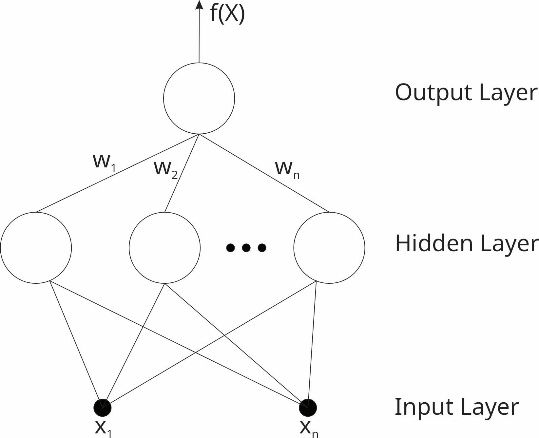 f(X)
Output Layer
w₁ w₂ wₙ
Hidden Layer
Input Layer
x₁ xₙ